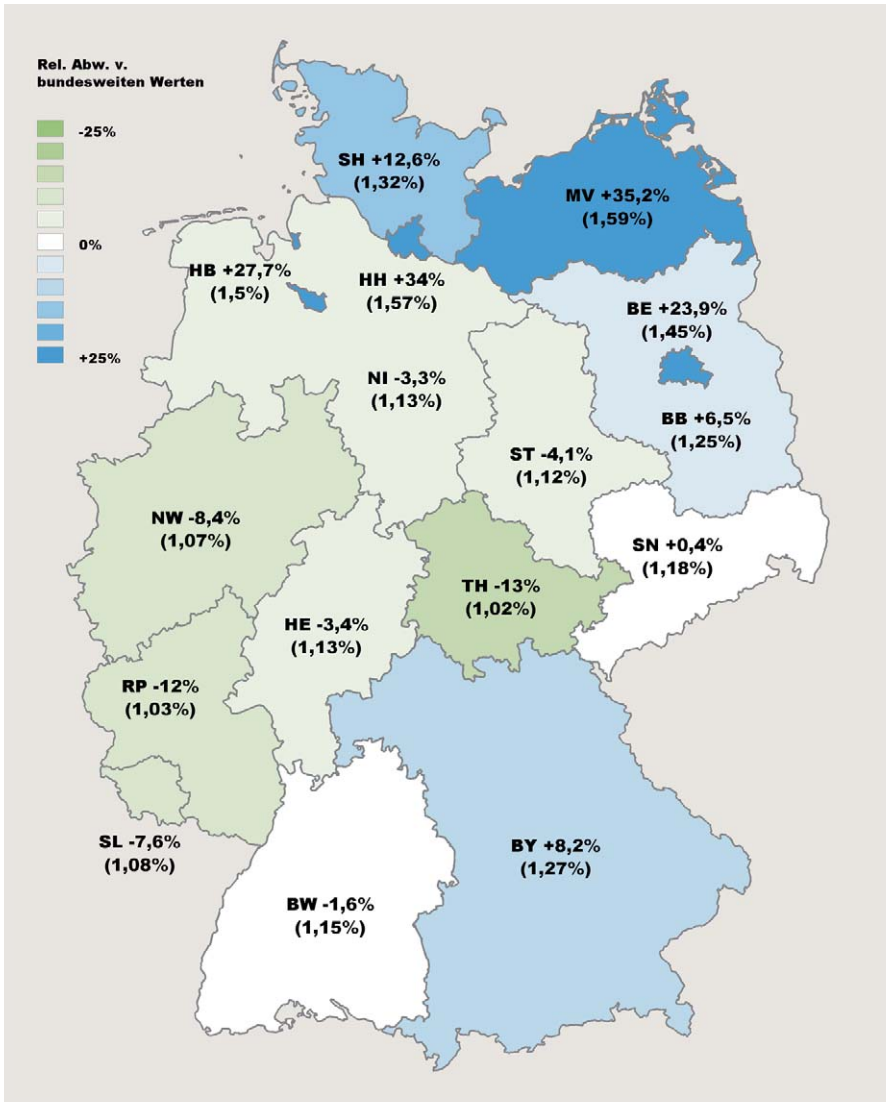 Rel. Abw. v.
bundesweiten Werten
-25%
0%
+25%
SH +12,6%
(1,32%)
MV +35,2%
(1,59%)
HB +27,7%
(1,5%)
HH +34%
(1,57%)
BE +23,9%
(1,45%)
NI -3,3%
(1,13%)
BB +6,5%
(1,25%)
ST -4,1%
(1,12%)
NW -8,4%
(1,07%)
SN +0,4%
(1,18%)
TH -13%
(1,02%)
HE -3,4%
(1,13%)
RP -12%
(1,03%)
SL -7,6%
(1,08%)
BY +8,2%
(1,27%)
BW -1,6%
(1,15%)